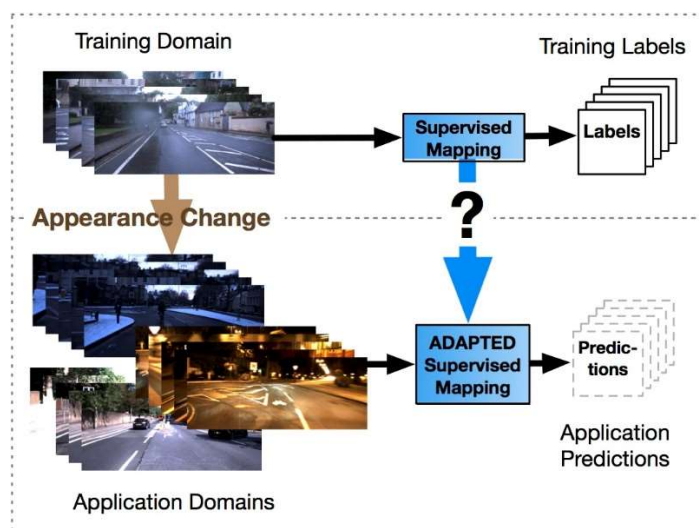 Training Domain
Training Labels
Supervised
Mapping
Labels
Appearance Change
?
ADAPTED
Supervised
Mapping
Predic-
tions
Application
Predictions
Application Domains